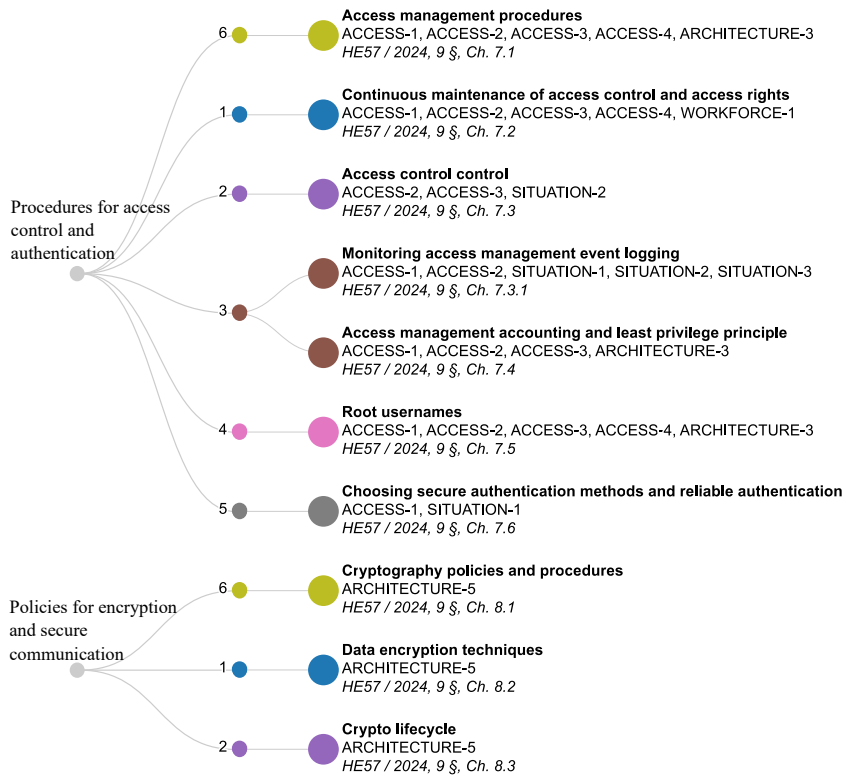 Procedures for access
control and
authentication
6
Access management procedures
ACCESS-1, ACCESS-2, ACCESS-3, ACCESS-4, ARCHITECTURE-3
HE57 / 2024, 9 §, Ch. 7.1
1
Continuous maintenance of access control and access rights
ACCESS-1, ACCESS-2, ACCESS-3, ACCESS-4, WORKFORCE-1
HE57 / 2024, 9 §, Ch. 7.2
2
Access control control
ACCESS-2, ACCESS-3, SITUATION-2
HE57 / 2024, 9 §, Ch. 7.3
3
Monitoring access management event logging
ACCESS-1, ACCESS-2, SITUATION-1, SITUATION-2, SITUATION-3
HE57 / 2024, 9 §, Ch. 7.3.1
Access management accounting and least privilege principle
ACCESS-1, ACCESS-2, ACCESS-3, ARCHITECTURE-3
HE57 / 2024, 9 §, Ch. 7.4
4
Root usernames
ACCESS-1, ACCESS-2, ACCESS-3, ACCESS-4, ARCHITECTURE-3
HE57 / 2024, 9 §, Ch. 7.5
5
Choosing secure authentication methods and reliable authentication
ACCESS-1, SITUATION-1
HE57 / 2024, 9 §, Ch. 7.6
Policies for encryption
and secure
communication
6
Cryptography policies and procedures
ARCHITECTURE-5
HE57 / 2024, 9 §, Ch. 8.1
1
Data encryption techniques
ARCHITECTURE-5
HE57 / 2024, 9 §, Ch. 8.2
2
Crypto lifecycle
ARCHITECTURE-5
HE57 / 2024, 9 §, Ch. 8.3